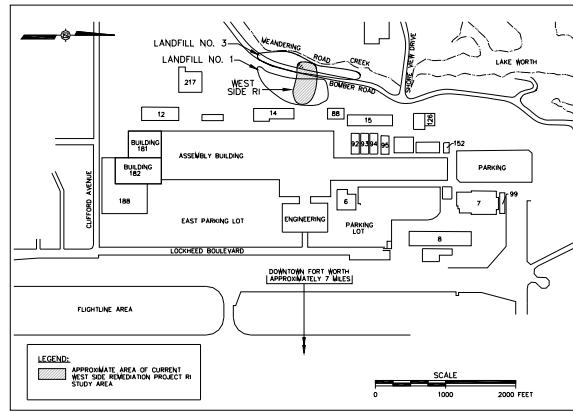 LANDFILL NO. 3
LANDFILL NO. 1
MEANDERING ROAD CREEK
SHORE VIEW DRIVE
LAKE WORTH
217
WEST
SIDE RI
BOMBER ROAD
12
14
88
15
126
BUILDING
181
ASSEMBLY BUILDING
92
93
94
95
152
PARKING
BUILDING
182
CLIFFORD AVENUE
188
EAST PARKING LOT
ENGINEERING
6
PARKING
LOT
7
99
8
LOCKHEED BOULEVARD
DOWNTOWN FORT WORTH
APPROXIMATELY 7 MILES
FLIGHTLINE AREA
LEGEND:
APPROXIMATE AREA OF CURRENT
WEST SIDE REMEDIATION PROJECT RI
STUDY AREA
SCALE
0
1000
2000 FEET